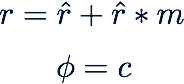 r = r̂ + r̂ * m
ϕ = c